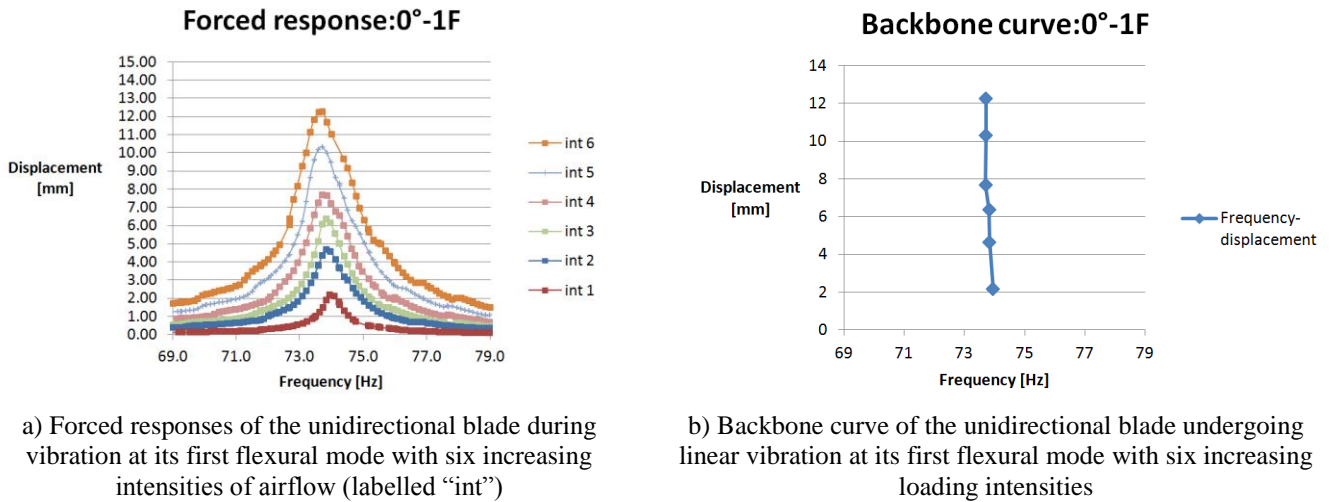 Forced response:0°-1F
15.00
14.00
13.00
12.00
11.00
10.00
9.00
8.00
7.00
6.00
5.00
4.00
3.00
2.00
1.00
0.00
Displacement
[mm]
69.0 71.0 73.0 75.0 77.0 79.0
Frequency [Hz]
int 6
int 5
int 4
int 3
int 2
int 1
a) Forced responses of the unidirectional blade during
vibration at its first flexural mode with six increasing
intensities of airflow (labelled “int”)
Backbone curve:0°-1F
14
12
10
8
6
4
2
0
Displacement
[mm]
69 71 73 75 77 79
Frequency [Hz]
Frequency-
displacement
b) Backbone curve of the unidirectional blade undergoing
linear vibration at its first flexural mode with six increasing
loading intensities